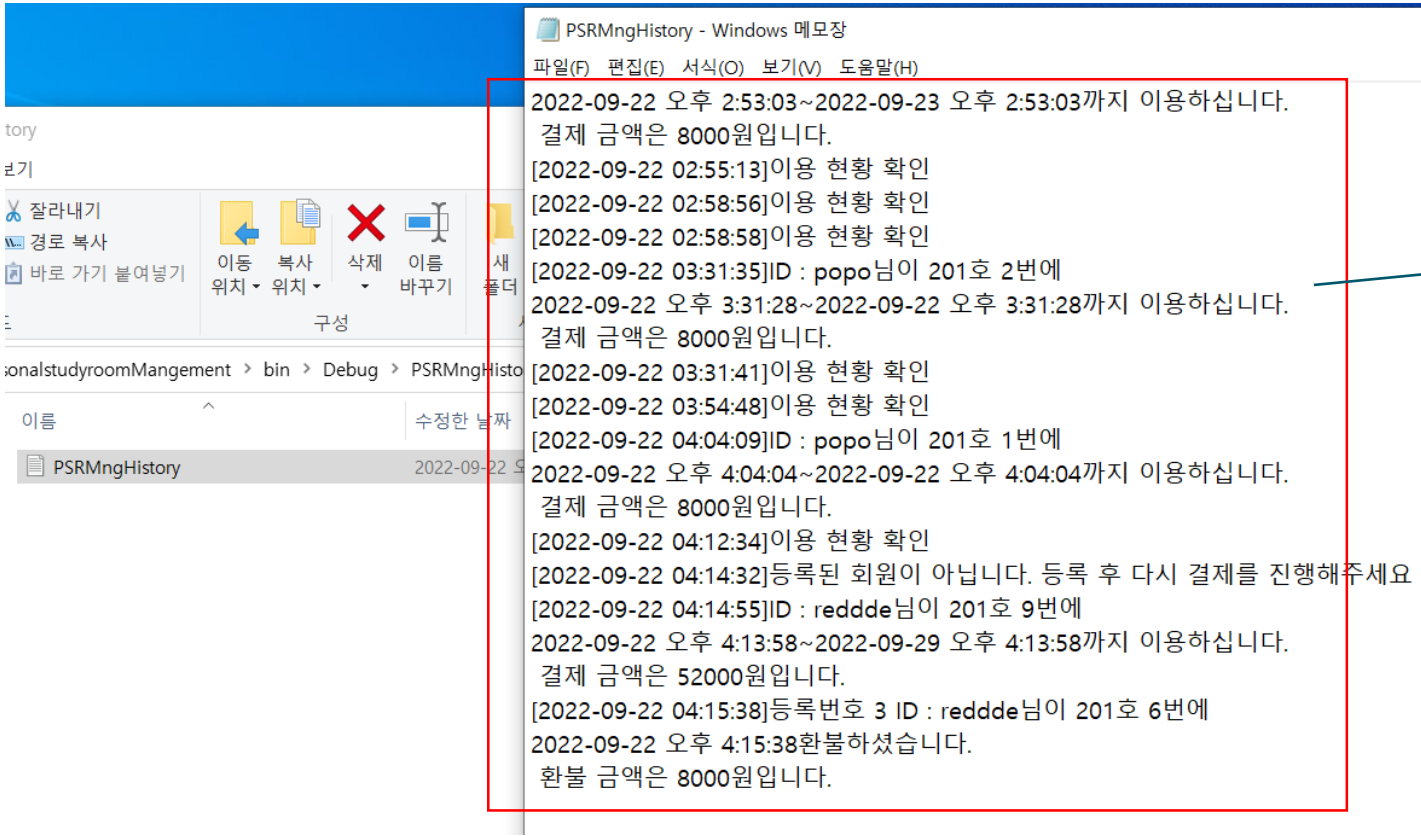 PSRMngHistory - Windows 메모장
파일(F) 편집(E) 서식(O) 보기(V) 도움말(H)
2022-09-22 오후 2:53:03~2022-09-23 오후 2:53:03까지 이용하십니다.
결제 금액은 8000원입니다.
[2022-09-22 02:55:13]이용 현황 확인
[2022-09-22 02:58:56]이용 현황 확인
[2022-09-22 02:58:58]이용 현황 확인
[2022-09-22 03:31:35]ID : popo님이 201호 2번에
2022-09-22 오후 3:31:28~2022-09-22 오후 3:31:28까지 이용하십니다.
결제 금액은 8000원입니다.
[2022-09-22 03:31:41]이용 현황 확인
[2022-09-22 03:54:48]이용 현황 확인
[2022-09-22 04:04:09]ID : popo님이 201호 1번에
2022-09-22 오후 4:04:04~2022-09-22 오후 4:04:04까지 이용하십니다.
결제 금액은 8000원입니다.
[2022-09-22 04:12:34]이용 현황 확인
[2022-09-22 04:14:32]등록된 회원이 아닙니다. 등록 후 다시 결제를 진행해주세요
[2022-09-22 04:14:55]ID : reddde님이 201호 9번에
2022-09-22 오후 4:13:58~2022-09-29 오후 4:13:58까지 이용하십니다.
결제 금액은 52000원입니다.
[2022-09-22 04:15:38]등록번호 3 ID : reddde님이 201호 6번에
2022-09-22 오후 4:15:38환불하셨습니다.
환불 금액은 8000원입니다.
tory
보기
잘라내기
경로 복사
바로 가기 붙여넣기
이동 위치
복사 위치
삭제
이름 바꾸기
새 폴더
구성
sonalstudyroomMangement > bin > Debug > PSRMngHisto
이름 수정한 날짜
PSRMngHistory 2022-09-22 오